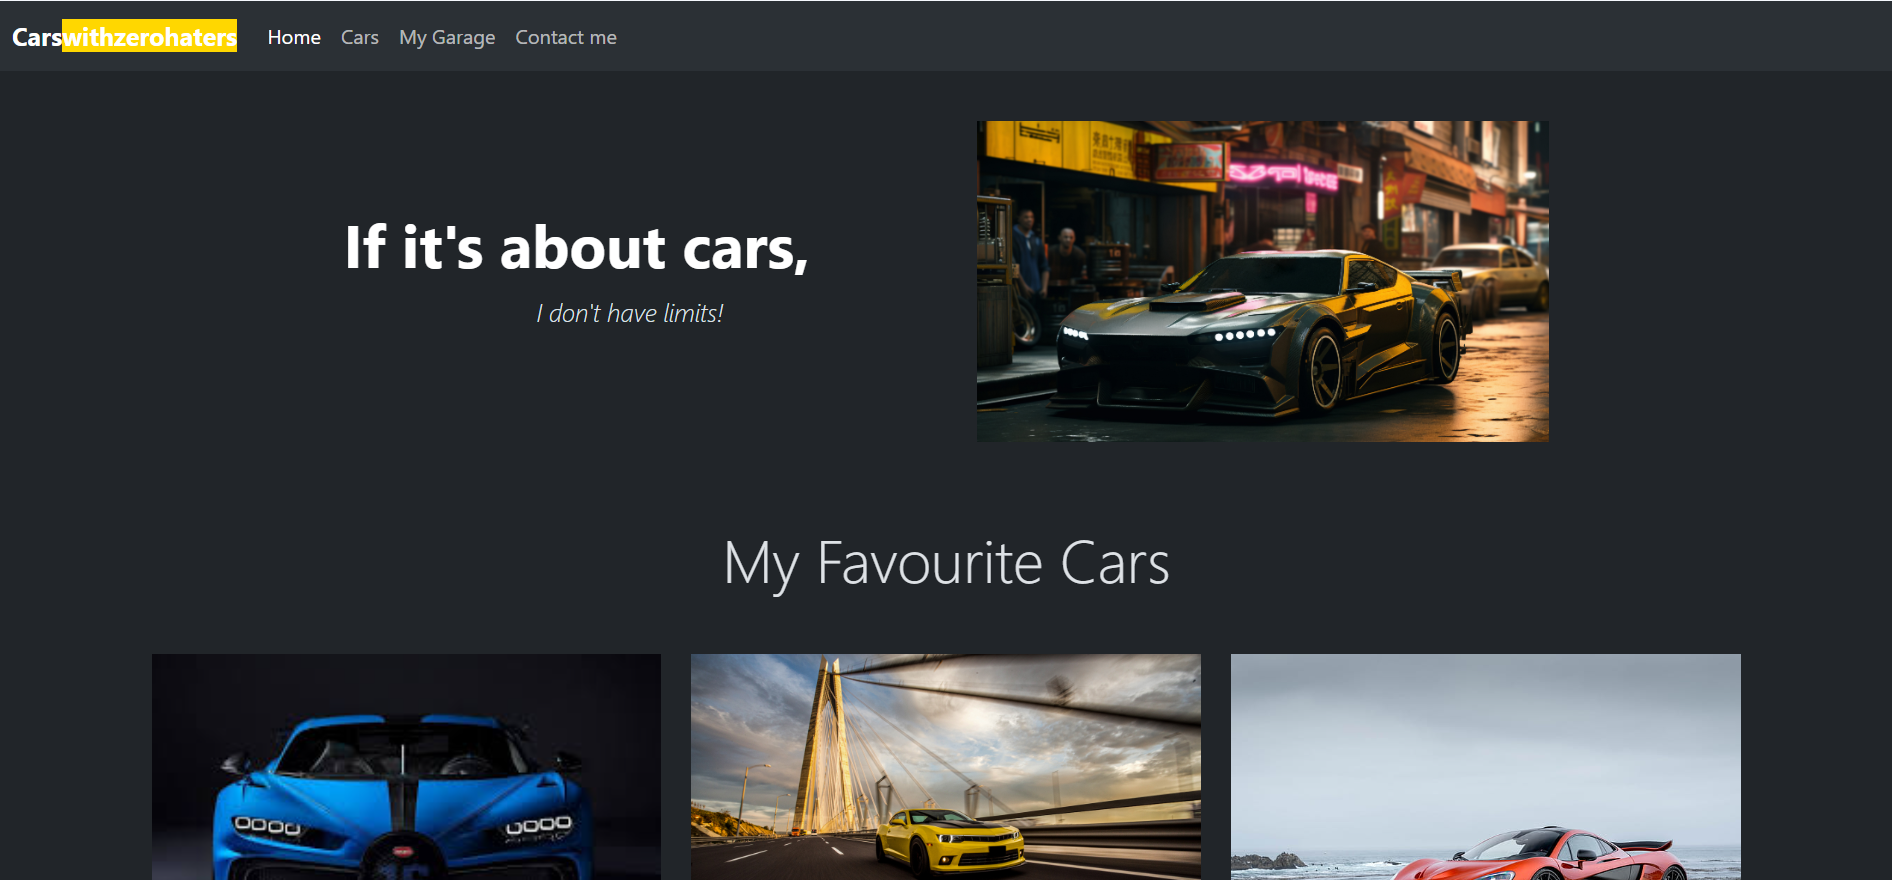 Carswithzerohaters Home Cars My Garage Contact me
If it's about cars,
I don't have limits!
My Favourite Cars